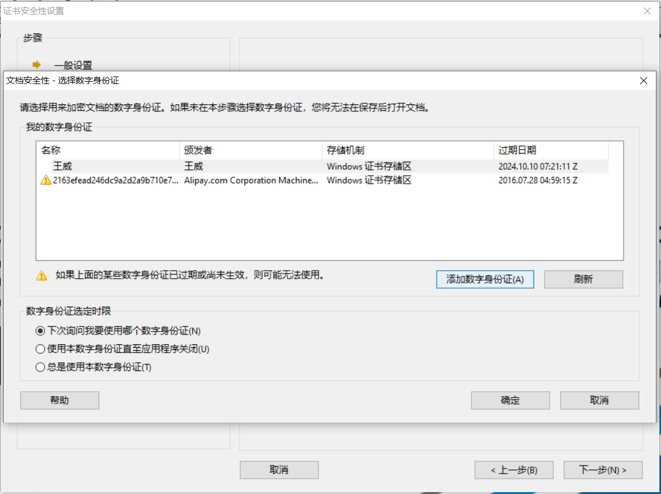 证书安全性设置
步骤
一般设置
文档安全性 - 选择数字身份证
请选择用来加密文档的数字身份证。如果未在本步骤选择数字身份证，您将无法在保存后打开文档。
我的数字身份证
名称 颁发者 存储机制 过期日期
王威 王威 Windows 证书存储区 2024.10.10 07:21:11 Z
2163efead246dc9a2d2a9b710e7... Alipay.com Corporation Machine... Windows 证书存储区 2016.07.28 04:59:15 Z
如果上面的某些数字身份证已过期或尚未生效，则可能无法使用。
添加数字身份证(A) 刷新
数字身份证选定时限
下次询问我要使用哪个数字身份证(N)
使用本数字身份证直至应用程序关闭(U)
总是使用本数字身份证(T)
帮助 确定 取消
取消 < 上一步(B) 下一步(N) >